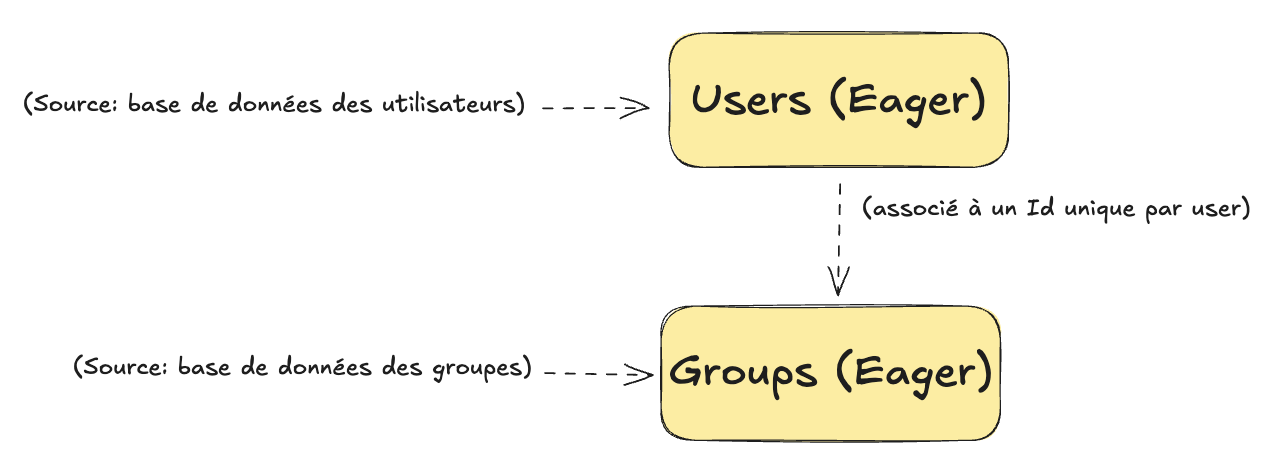 (Source: base de données des utilisateurs)
Users (Eager)
(associé à un Id unique par user)
(Source: base de données des groupes)
Groups (Eager)